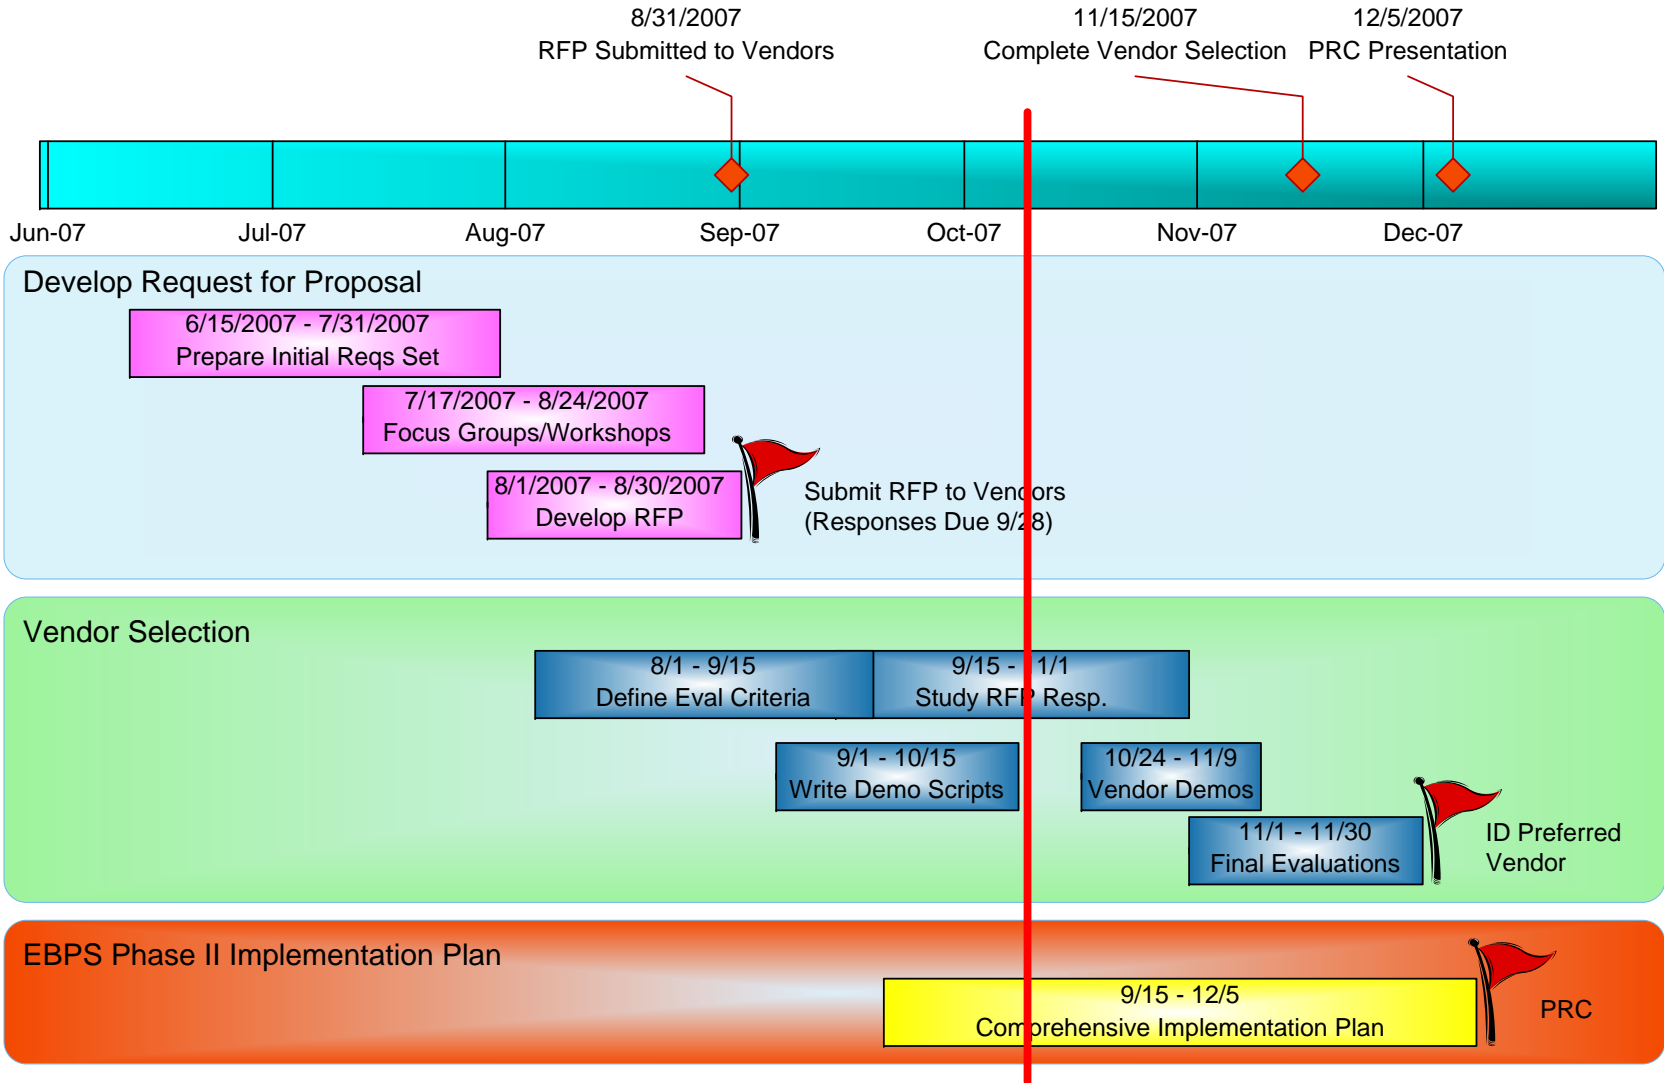 8/31/2007
RFP Submitted to Vendors
11/15/2007
Complete Vendor Selection
12/5/2007
PRC Presentation
Jun-07
Jul-07
Aug-07
Sep-07
Oct-07
Nov-07
Dec-07
Develop Request for Proposal
6/15/2007 - 7/31/2007
Prepare Initial Reqs Set
7/17/2007 - 8/24/2007
Focus Groups/Workshops
8/1/2007 - 8/30/2007
Develop RFP
Submit RFP to Vendors
(Responses Due 9/28)
Vendor Selection
8/1 - 9/15
Define Eval Criteria
9/15 - 11/1
Study RFP Resp.
9/1 - 10/15
Write Demo Scripts
10/24 - 11/9
Vendor Demos
11/1 - 11/30
Final Evaluations
ID Preferred
Vendor
EBPS Phase II Implementation Plan
9/15 - 12/5
Comprehensive Implementation Plan
PRC